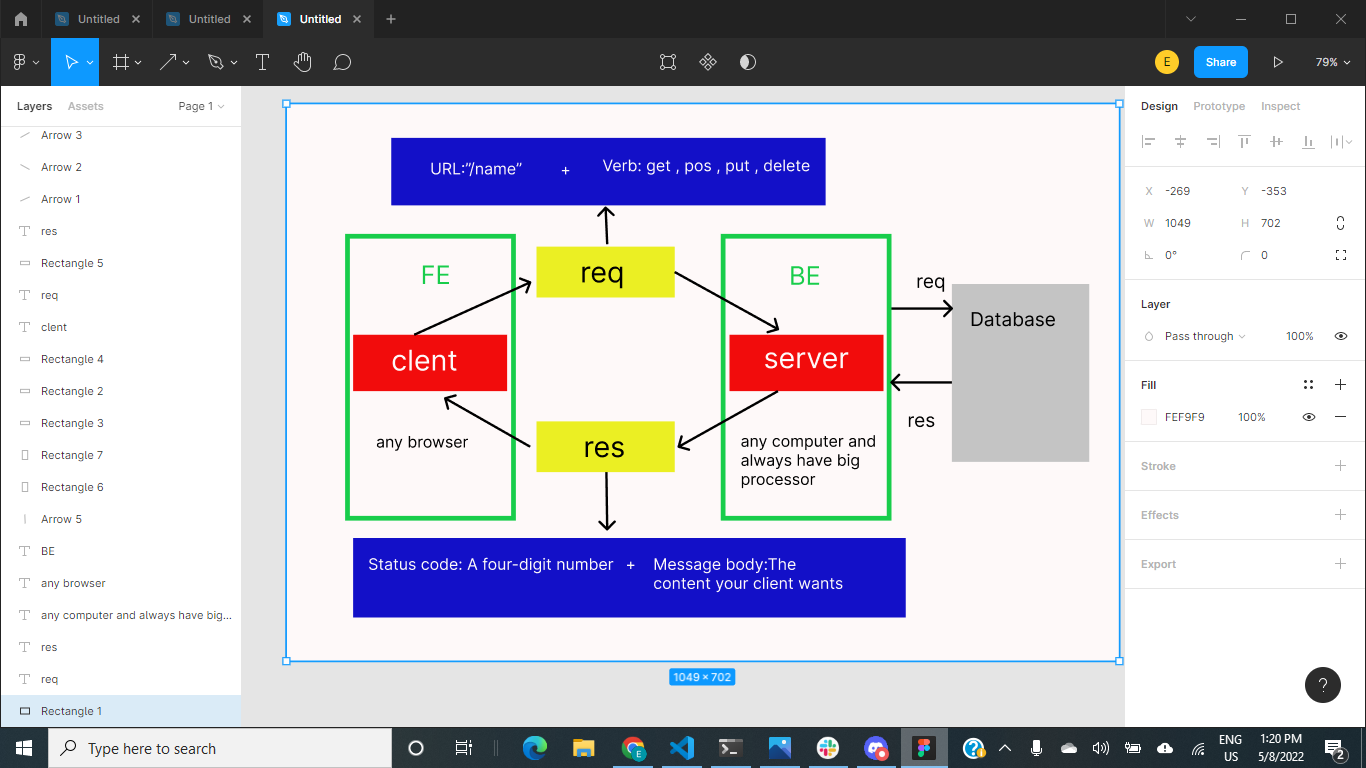 Untitled
Untitled
Untitled
E
Share
79%
Layers
Assets
Page 1
Arrow 3
Arrow 2
Arrow 1
res
Rectangle 5
req
clent
Rectangle 4
Rectangle 2
Rectangle 3
Rectangle 7
Rectangle 6
Arrow 5
BE
any browser
any computer and always have big...
res
req
Rectangle 1
URL:"/name"
+
Verb: get , pos , put , delete
FE
req
BE
req
Database
clent
server
res
any browser
res
any computer and
always have big
processor
Status code: A four-digit number
+
Message body:The
content your client wants
1049 × 702
Design
Prototype
Inspect
X -269
Y -353
W 1049
H 702
0°
0
Layer
Pass through
100%
Fill
FEF9F9
100%
Stroke
Effects
Export
?
Type here to search
E
ENG
US
1:20 PM
5/8/2022
2